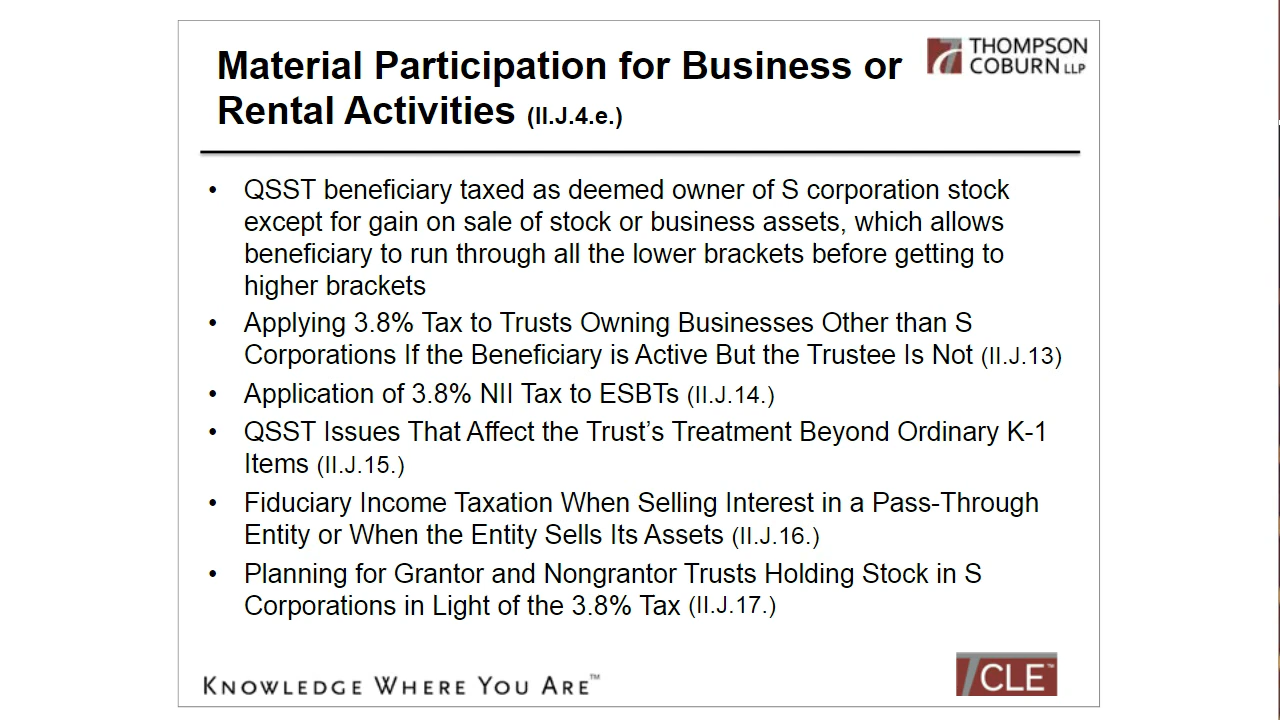 Material Participation for Business or
Rental Activities (II.J.4.e.)
THOMPSON
COBURN LLP
• QSST beneficiary taxed as deemed owner of S corporation stock
except for gain on sale of stock or business assets, which allows
beneficiary to run through all the lower brackets before getting to
higher brackets
• Applying 3.8% Tax to Trusts Owning Businesses Other than S
Corporations If the Beneficiary is Active But the Trustee Is Not (II.J.13)
• Application of 3.8% NII Tax to ESBTs (II.J.14.)
• QSST Issues That Affect the Trust’s Treatment Beyond Ordinary K-1
Items (II.J.15.)
• Fiduciary Income Taxation When Selling Interest in a Pass-Through
Entity or When the Entity Sells Its Assets (II.J.16.)
• Planning for Grantor and Nongrantor Trusts Holding Stock in S
Corporations in Light of the 3.8% Tax (II.J.17.)
KNOWLEDGE WHERE YOU ARE™
CLE™